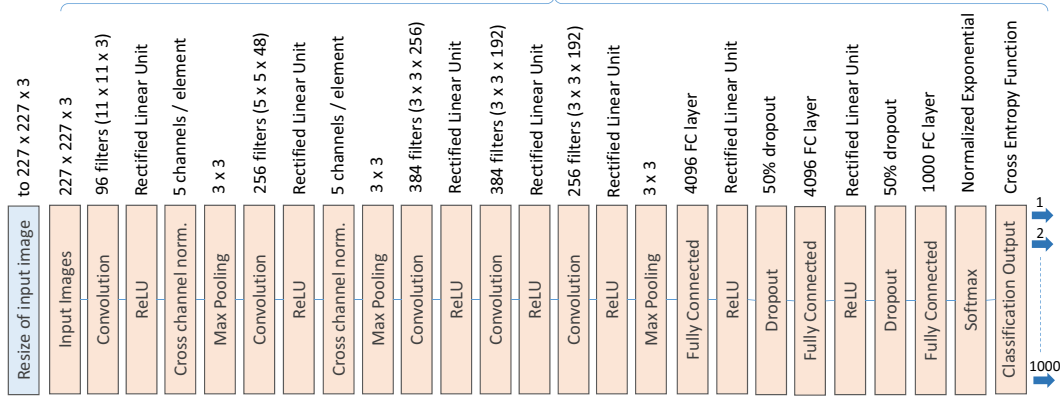 to 227 x 227 x 3
Resize of input image
227 x 227 x 3
Input Images
96 filters (11 x 11 x 3)
Convolution
Rectified Linear Unit
ReLU
5 channels / element
Cross channel norm.
3 x 3
Max Pooling
256 filters (5 x 5 x 48)
Convolution
Rectified Linear Unit
ReLU
5 channels / element
Cross channel norm.
3 x 3
Max Pooling
384 filters (3 x 3 x 256)
Convolution
Rectified Linear Unit
ReLU
384 filters (3 x 3 x 192)
Convolution
Rectified Linear Unit
ReLU
256 filters (3 x 3 x 192)
Convolution
Rectified Linear Unit
ReLU
3 x 3
Max Pooling
4096 FC layer
Fully Connected
Rectified Linear Unit
ReLU
50% dropout
Dropout
4096 FC layer
Fully Connected
Rectified Linear Unit
ReLU
50% dropout
Dropout
1000 FC layer
Fully Connected
Normalized Exponential
Softmax
Cross Entropy Function
Classification Output
1
2
1000